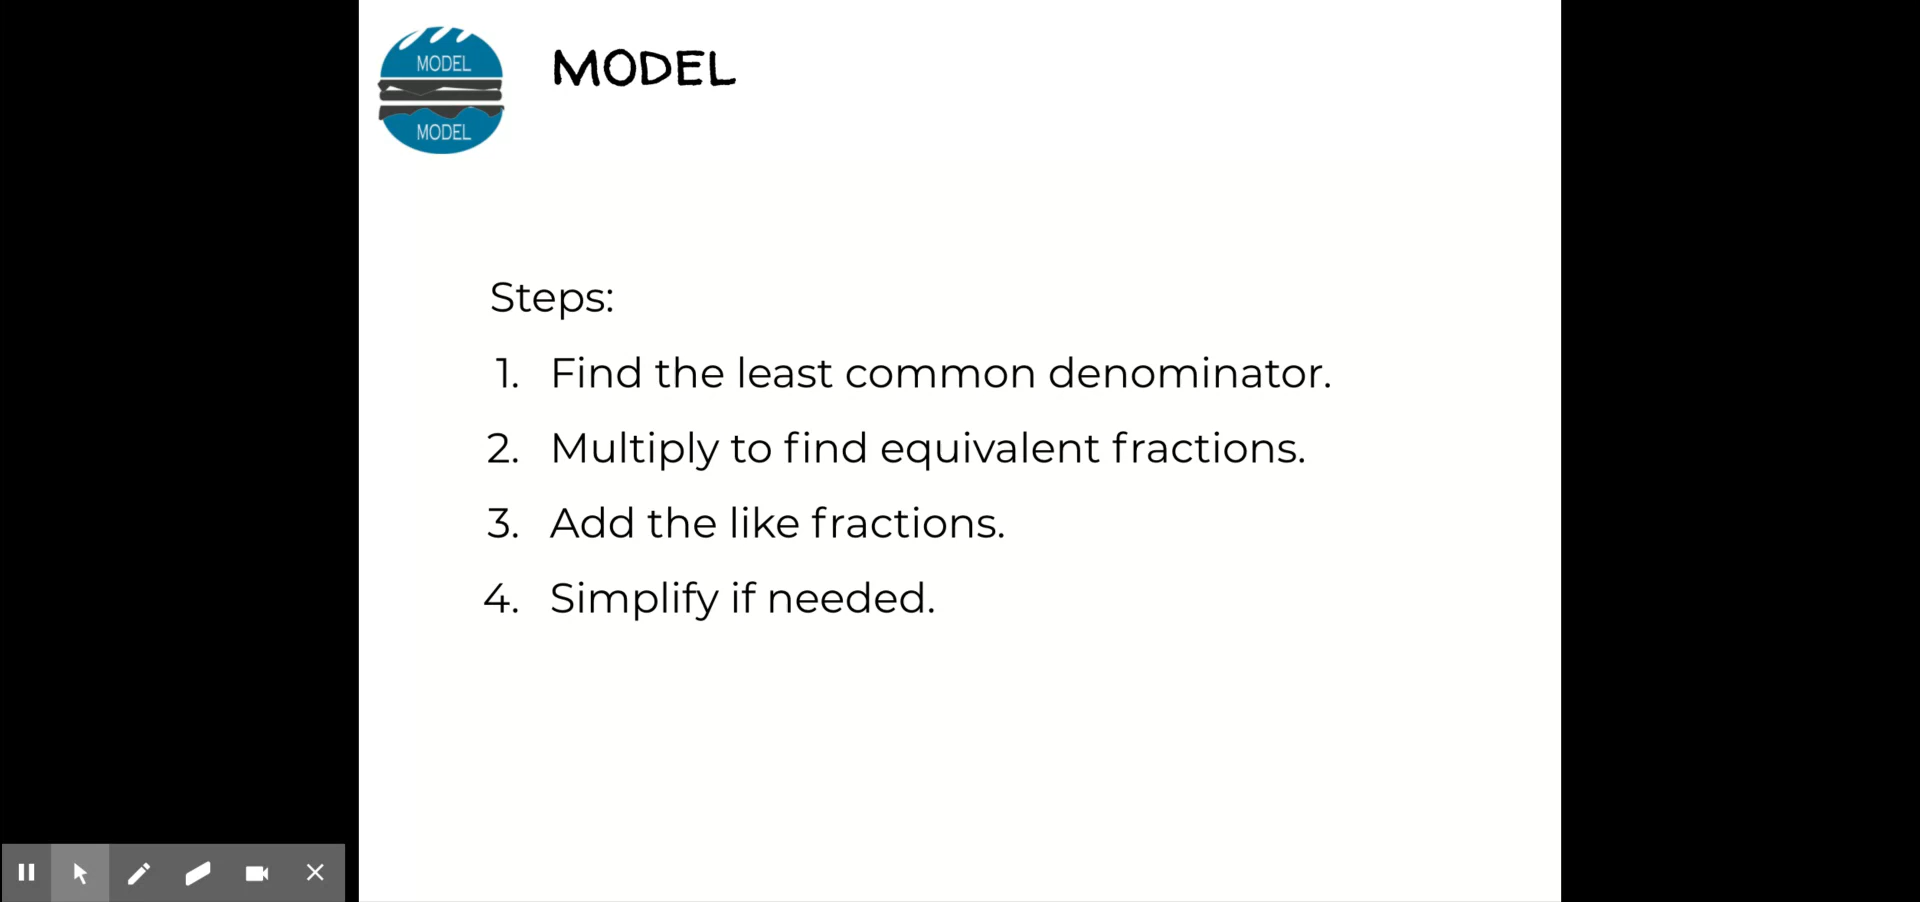 MODEL
MODEL
MODEL
Steps:
1. Find the least common denominator.
2. Multiply to find equivalent fractions.
3. Add the like fractions.
4. Simplify if needed.